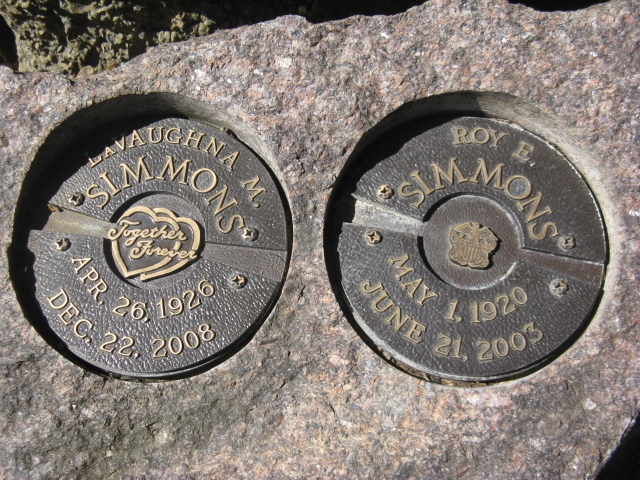 LAVAUGHNA M.
SIMMONS
Together
Forever
APR. 26, 1926
DEC. 22, 2008
ROY E.
SIMMONS
MAY 1, 1920
JUNE 21, 2003